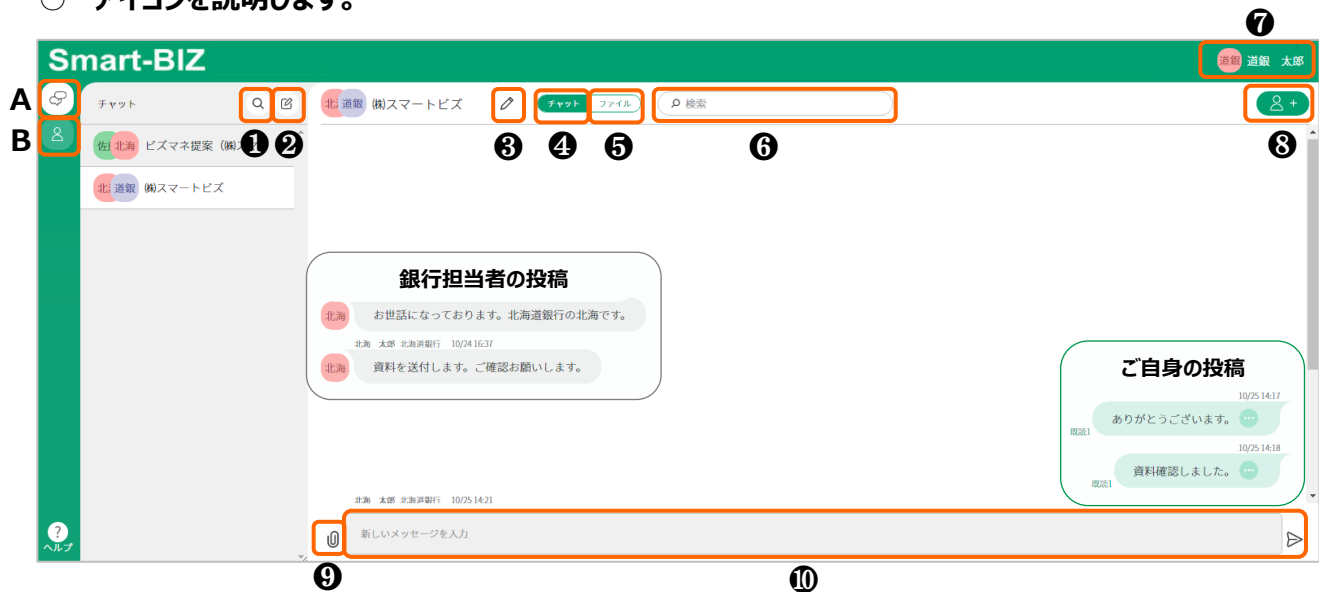 ○ アイコンを説明します。
❼
Smart-BIZ
道銀 道銀 太郎
A
チャット
北 道銀 ㈱スマートビズ
チャット ファイル
検索
+
B
佐 北海 ビズマネ提案（㈱
❶ ❷ ❸ ❹ ❺ ❻ ❽
北 道銀 ㈱スマートビズ
銀行担当者の投稿
北海 お世話になっております。北海道銀行の北海です。
北海 太郎 北海道銀行 10/24 16:37
北海 資料を送付します。ご確認お願いします。
ご自身の投稿
10/25 14:17
ありがとうございます。
既読1
10/25 14:18
資料確認しました。
既読1
北海 太郎 北海道銀行 10/25 14:21
?
ヘルプ
新しいメッセージを入力
❾ ❿